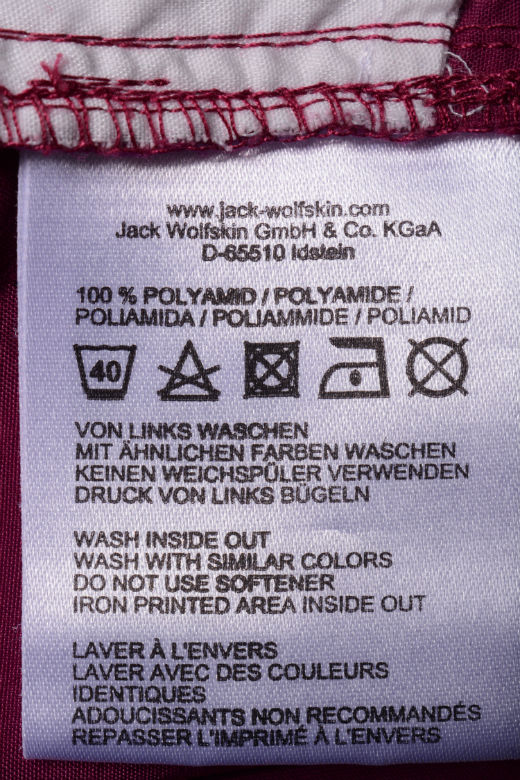 www.jack-wolfskin.com
Jack Wolfskin GmbH & Co. KGaA
D-65510 Idstein
100 % POLYAMID / POLYAMIDE /
POLIAMIDA / POLIAMMIDE / POLIAMID
40
VON LINKS WASCHEN
MIT ÄHNLICHEN FARBEN WASCHEN
KEINEN WEICHSPÜLER VERWENDEN
DRUCK VON LINKS BÜGELN
WASH INSIDE OUT
WASH WITH SIMILAR COLORS
DO NOT USE SOFTENER
IRON PRINTED AREA INSIDE OUT
LAVER À L'ENVERS
LAVER AVEC DES COULEURS
IDENTIQUES
ADOUCISSANTS NON RECOMMANDÉS
REPASSER L'IMPRIMÉ À L'ENVERS